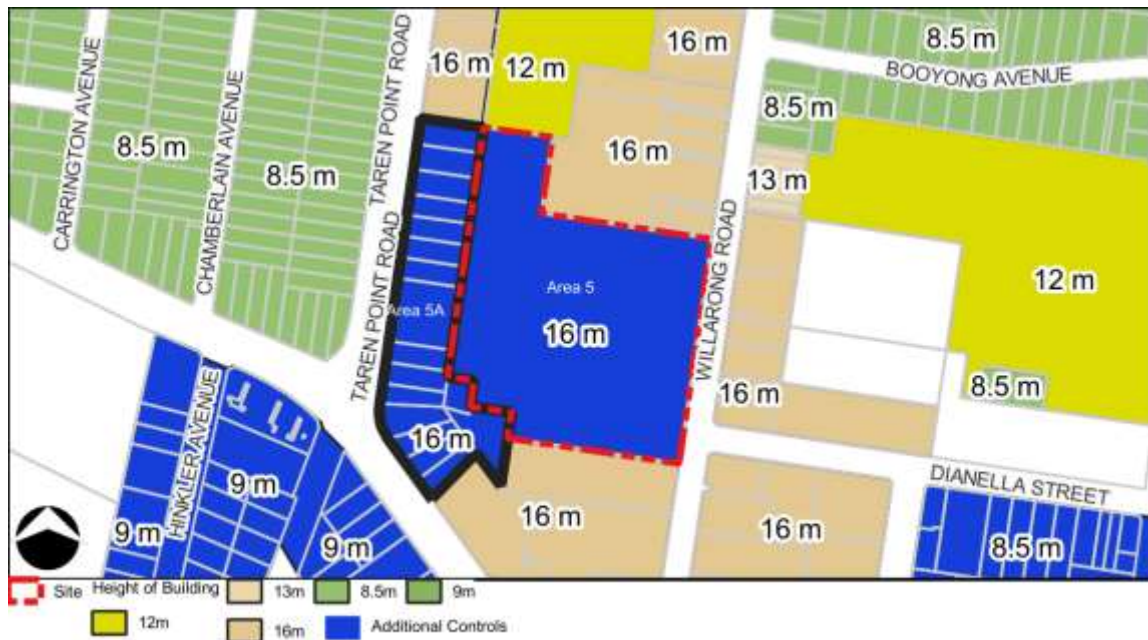 CARRINGTON AVENUE
CHAMBERLAIN AVENUE
TAREN POINT ROAD
16 m
12 m
16 m
8.5 m
BOOYONG AVENUE
8.5 m
8.5 m
8.5 m
16 m
13 m
TAREN POINT ROAD
Area 5A
Area 5
16 m
WILLARONG ROAD
12 m
8.5 m
16 m
16 m
HINKLER AVENUE
9 m
9 m
9 m
16 m
16 m
DIANELLA STREET
8.5 m
Site
Height of Building
13m
8.5m
9m
12m
16m
Additional Controls